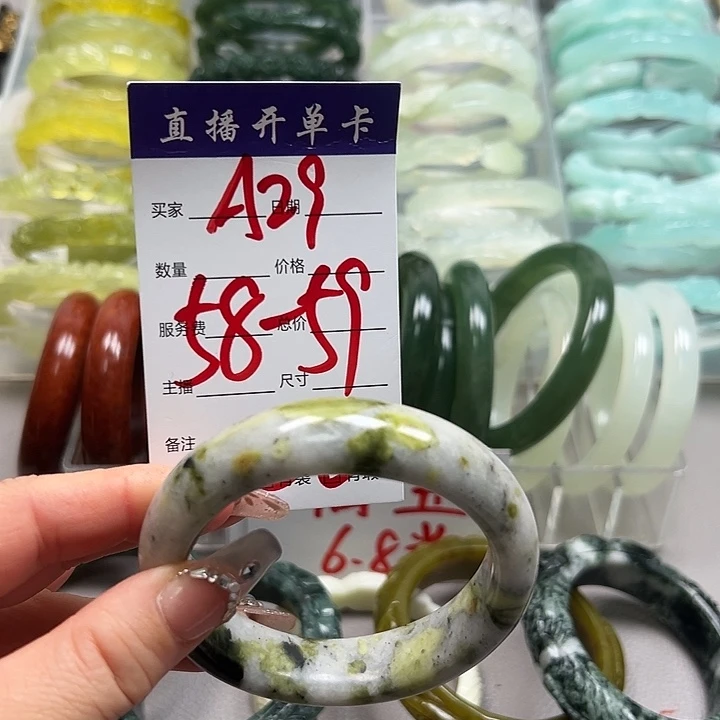 直播开单卡
买家 A29 日期
数量 价格
服务费 58-59 总价
主播 尺寸
备注
6-8